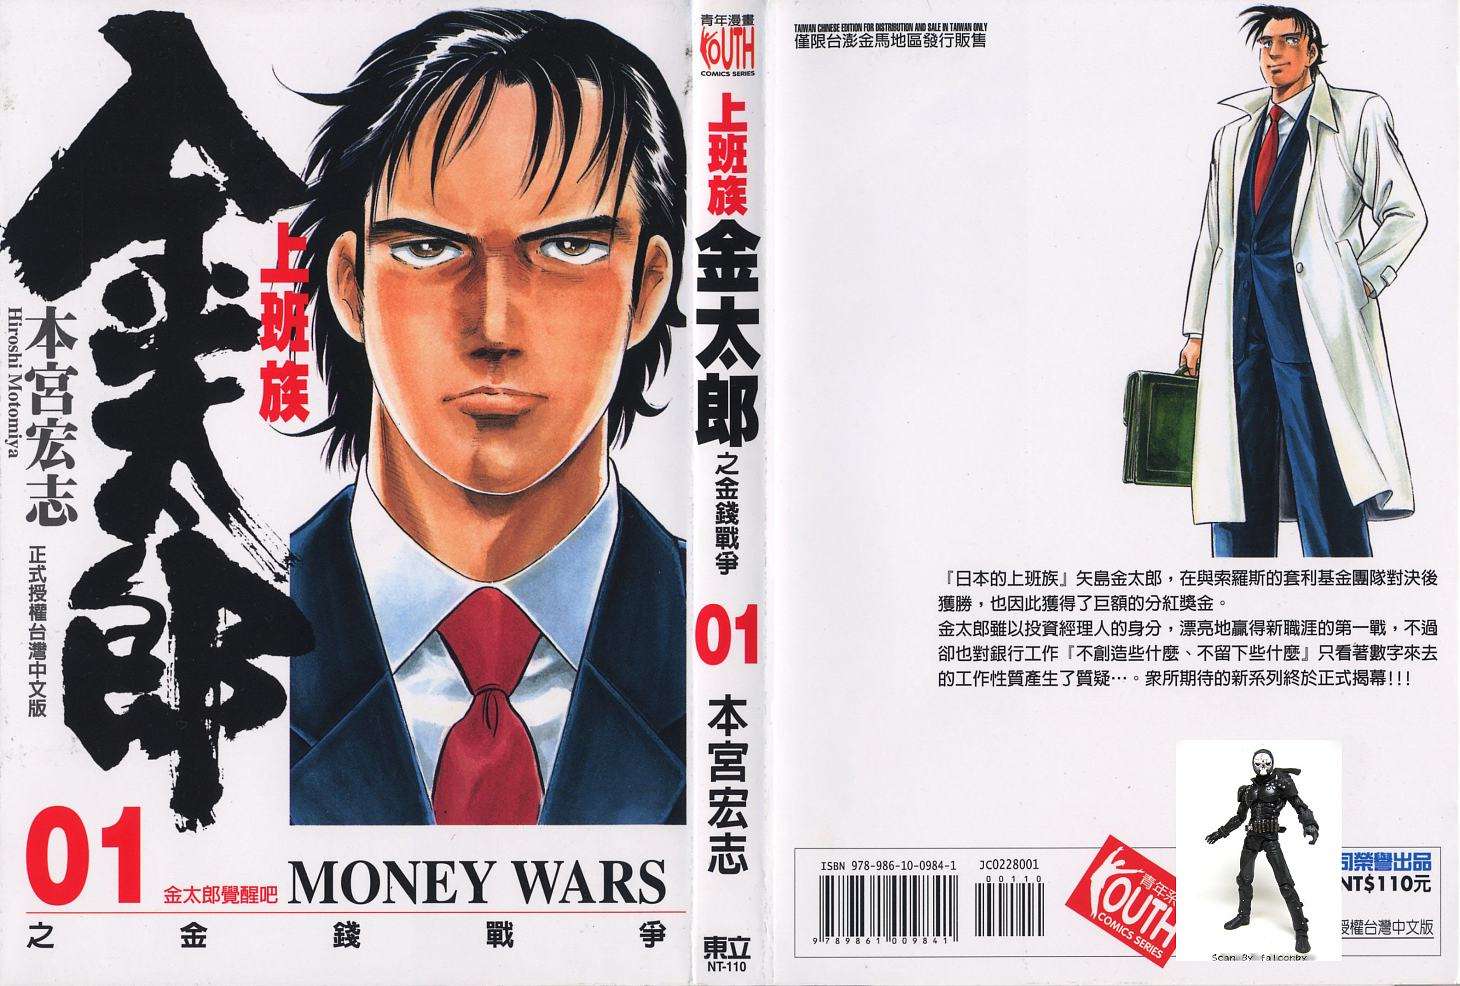 金太郎
上班族
本宮宏志
Hiroshi Motomiya
正式授權台灣中文版
01
金太郎覺醒吧
MONEY WARS
之金錢戰爭
青年漫畫
YOUTH
COMICS SERIES
上班族
金太郎
之金錢戰爭
01
本宮宏志
東立
NT-110
TAIWAN CHINESE EDITION FOR DISTRIBUTION AND SALE IN TAIWAN ONLY
僅限台澎金馬地區發行販售
『日本的上班族』矢島金太郎，在與索羅斯的套利基金團隊對決後
獲勝，也因此獲得了巨額的分紅獎金。
金太郎雖以投資經理人的身分，漂亮地贏得新職涯的第一戰，不過
卻也對銀行工作『不創造些什麼、不留下些什麼』只看著數字來去
的工作性質產生了質疑…。衆所期待的新系列終於正式揭幕!!!
ISBN 978-986-10-0984-1
JC0228001
00110
9789861009841
青年系
YOUTH
COMICS SERIES
司榮譽出品
NT$110元
授權台灣中文版
Scan By falconbx